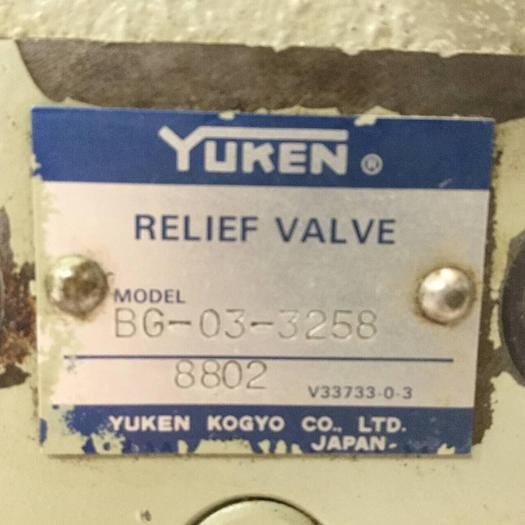 YUKEN®
RELIEF VALVE
MODEL
BG-03-3258
8802
V33733-0-3
YUKEN KOGYO CO., LTD.
JAPAN-